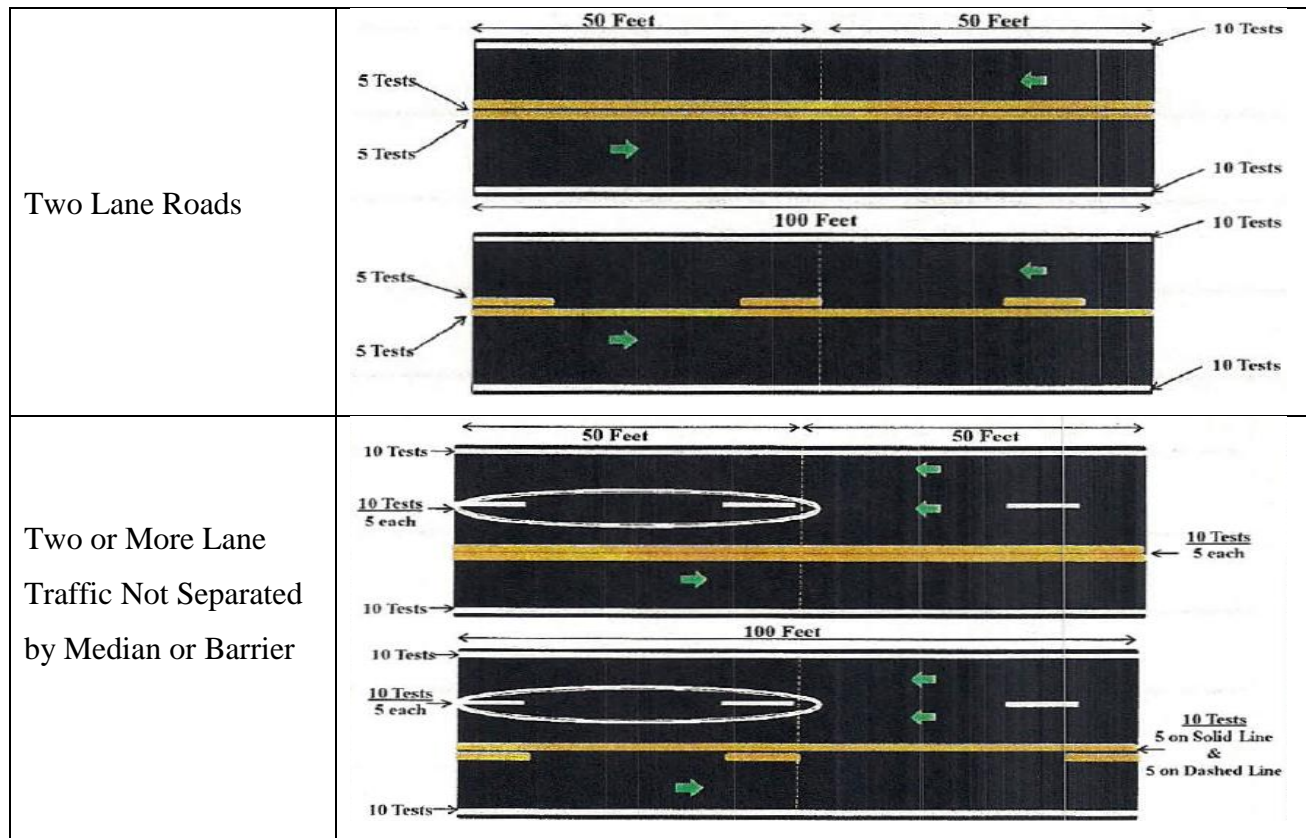 Two Lane Roads
50 Feet 50 Feet
10 Tests
5 Tests
5 Tests
10 Tests
100 Feet
10 Tests
5 Tests
5 Tests
10 Tests
Two or More Lane
Traffic Not Separated
by Median or Barrier
50 Feet 50 Feet
10 Tests
10 Tests
5 each
10 Tests
5 each
10 Tests
100 Feet
10 Tests
10 Tests
5 each
10 Tests
5 on Solid Line
&
5 on Dashed Line
10 Tests